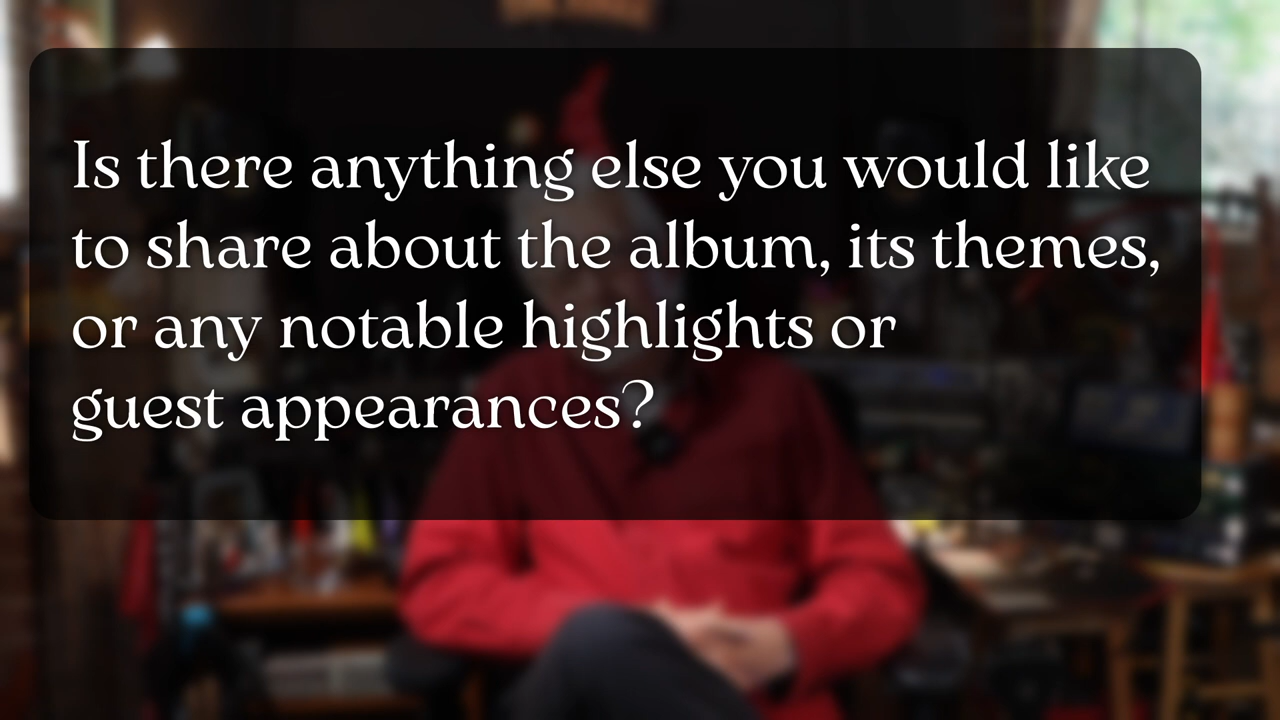 Is there anything else you would like
to share about the album, its themes,
or any notable highlights or
guest appearances?